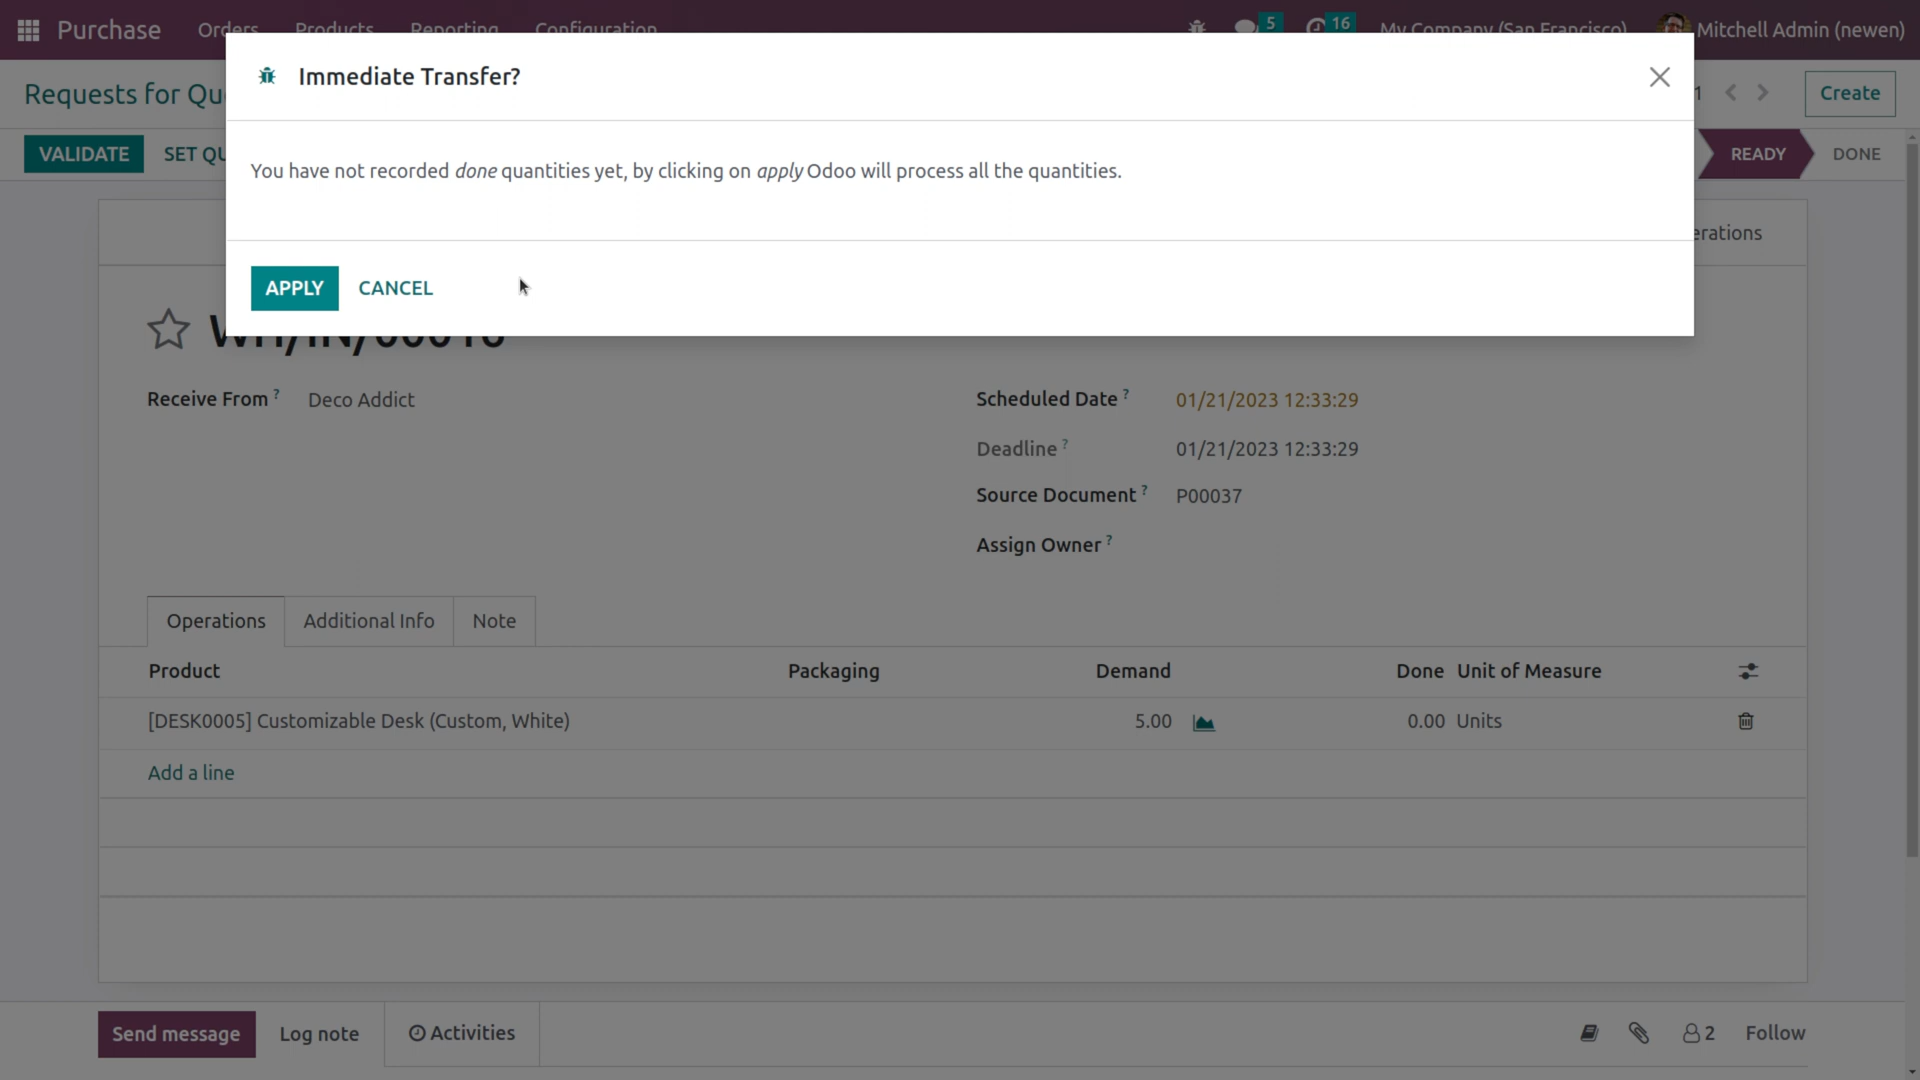 Purchase Orders Products Reporting Configuration 5 16 My Company (San Francisco) Mitchell Admin (newen)
Immediate Transfer?
Requests for Qu
1
Create
VALIDATE SET QU
READY DONE
You have not recorded done quantities yet, by clicking on apply Odoo will process all the quantities.
erations
APPLY CANCEL
WH/IN/00016
Receive From ? Deco Addict
Scheduled Date ? 01/21/2023 12:33:29
Deadline ? 01/21/2023 12:33:29
Source Document ? P00037
Assign Owner ?
Operations Additional Info Note
Product Packaging Demand Done Unit of Measure
[DESK0005] Customizable Desk (Custom, White) 5.00 0.00 Units
Add a line
Send message Log note Activities 2 Follow